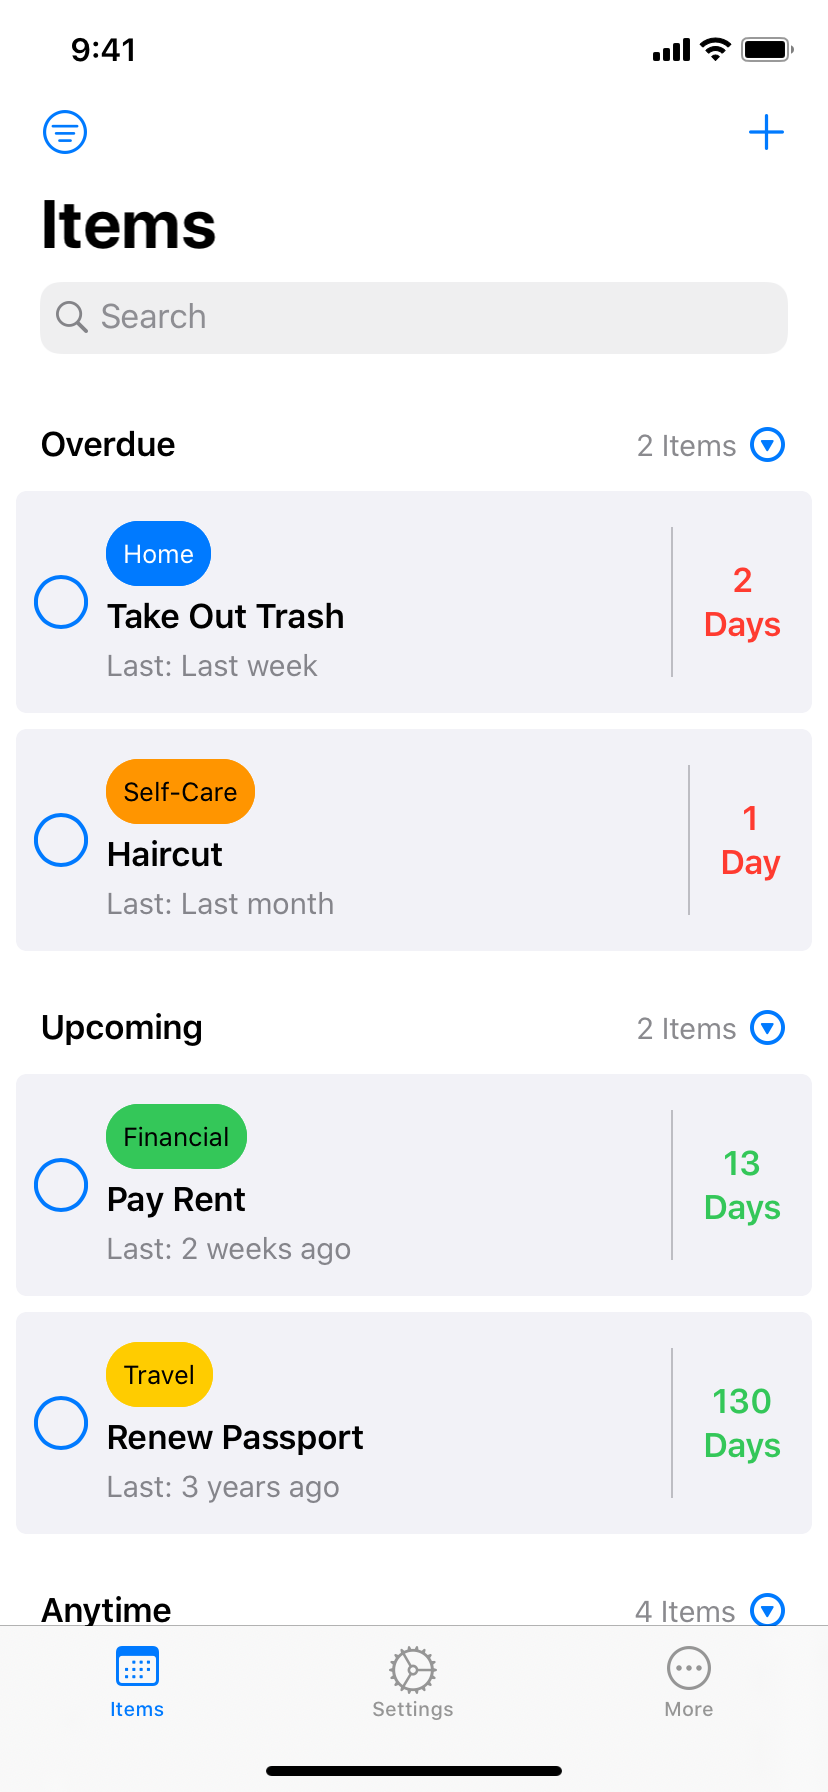 9:41
Items
Search
Overdue
2 Items
Home
Take Out Trash
Last: Last week
2
Days
Self-Care
Haircut
Last: Last month
1
Day
Upcoming
2 Items
Financial
Pay Rent
Last: 2 weeks ago
13
Days
Travel
Renew Passport
Last: 3 years ago
130
Days
Anytime
4 Items
Items
Settings
More